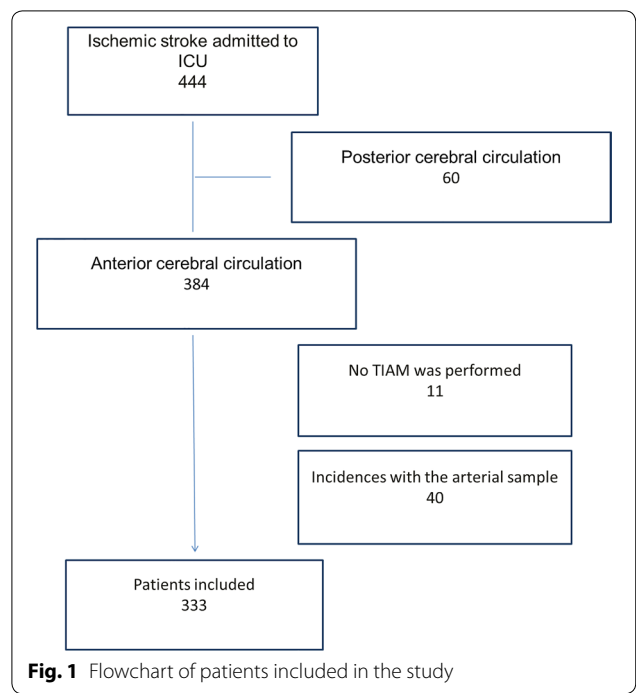 Ischemic stroke admitted to
ICU
444
Posterior cerebral circulation
60
Anterior cerebral circulation
384
No TIAM was performed
11
Incidences with the arterial sample
40
Patients included
333
Fig. 1 Flowchart of patients included in the study